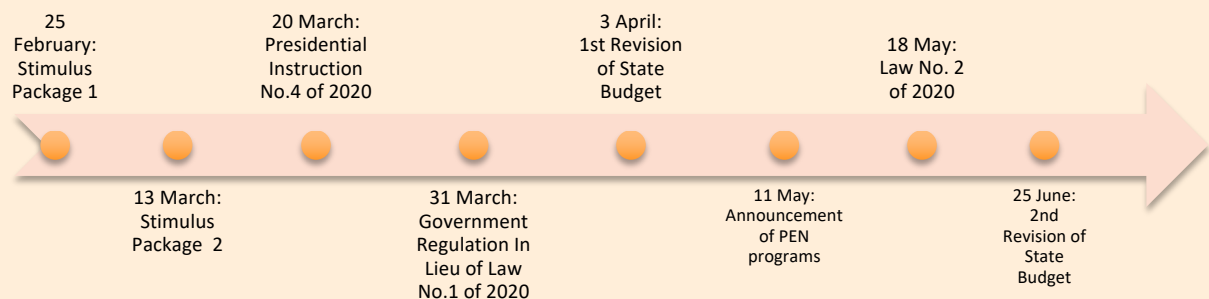 25
February:
Stimulus
Package 1
13 March:
Stimulus
Package 2
20 March:
Presidential
Instruction
No.4 of 2020
31 March:
Government
Regulation In
Lieu of Law
No.1 of 2020
3 April:
1st Revision
of State
Budget
11 May:
Announcement
of PEN
programs
18 May:
Law No. 2
of 2020
25 June:
2nd
Revision of
State
Budget